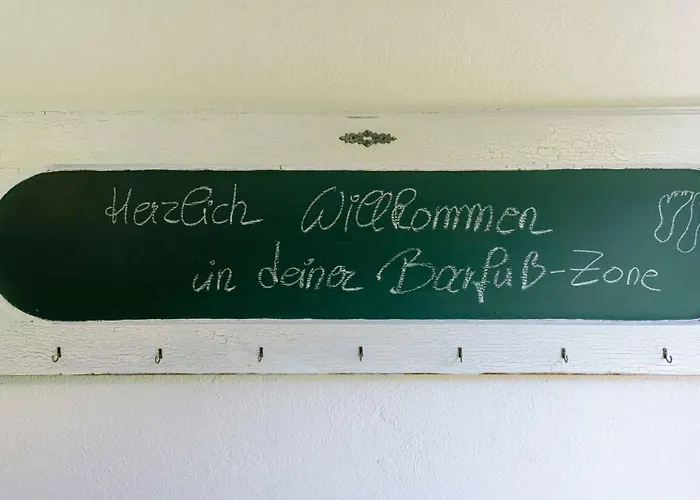 Herzlich Willkommen
in deiner Barfuß-Zone